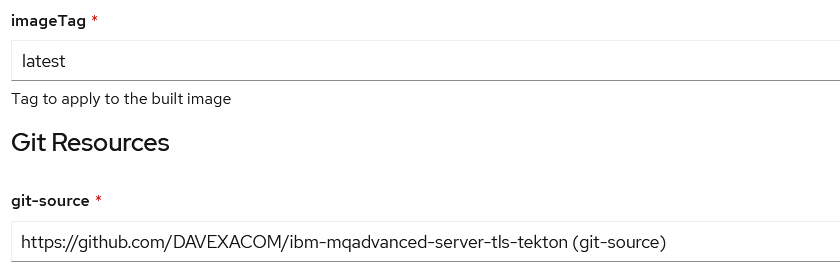 imageTag *
latest
Tag to apply to the built image
Git Resources
git-source *
https://github.com/DAVEXACOM/ibm-mqadvanced-server-tls-tekton (git-source)